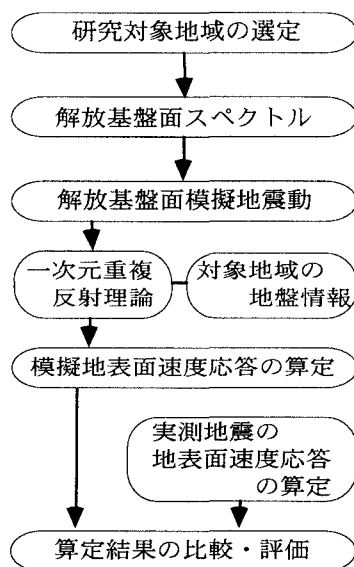 研究対象地域の選定
解放基盤面スペクトル
解放基盤面模擬地震動
一次元重複
反射理論
対象地域の
地盤情報
模擬地表面速度応答の算定
実測地震の
地表面速度応答
の算定
算定結果の比較・評価